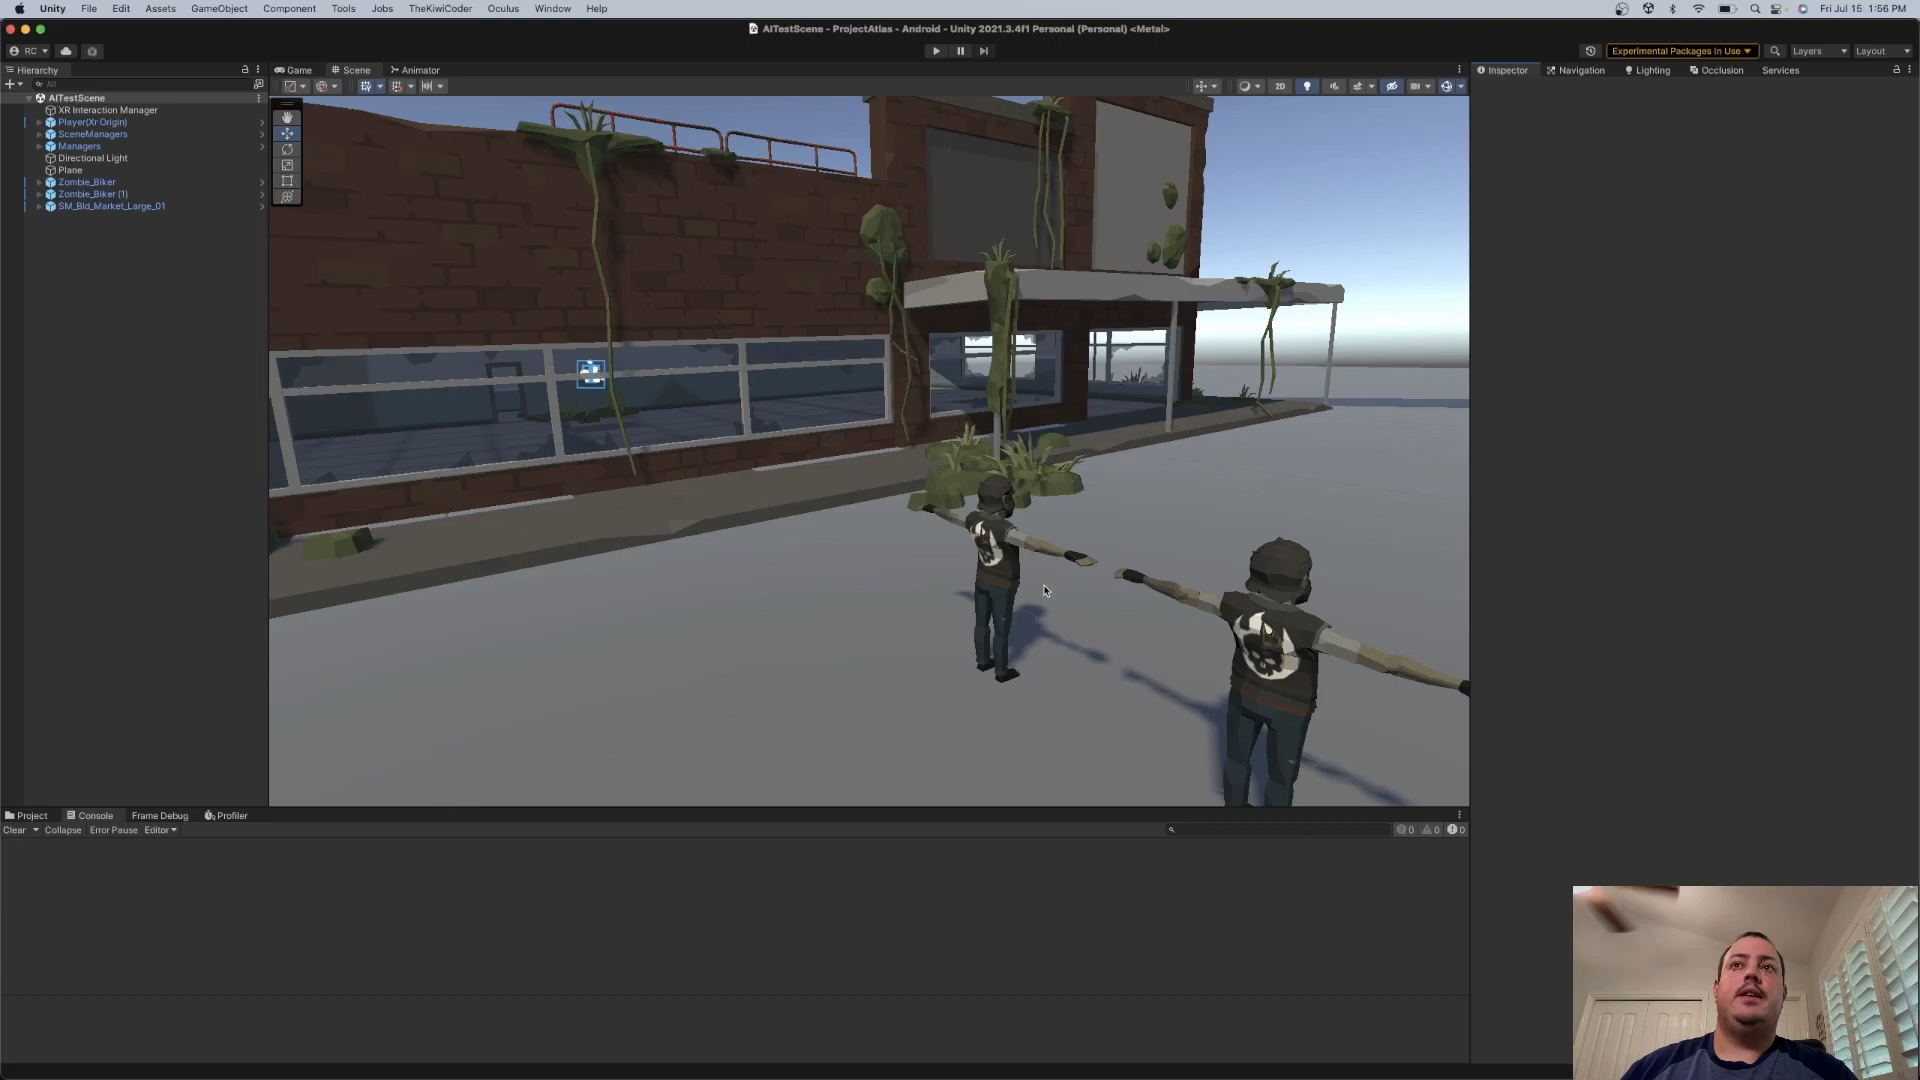 Unity File Edit Assets GameObject Component Tools Jobs TheKiwiCoder Oculus Window Help Fri Jul 15 1:56 PM
AITestScene - ProjectAtlas - Android - Unity 2021.3.4f1 Personal (Personal) <Metal>
RC Experimental Packages In Use Layers Layout
Hierarchy Game Scene Animator Inspector Navigation Lighting Occlusion Services
All 2D
AITestScene
XR Interaction Manager
Player(Xr Origin)
SceneManagers
Managers
Directional Light
Plane
Zombie_Biker
Zombie_Biker (1)
SM_Bld_Market_Large_01
Project Console Frame Debug Profiler
Clear Collapse Error Pause Editor 0 0 0